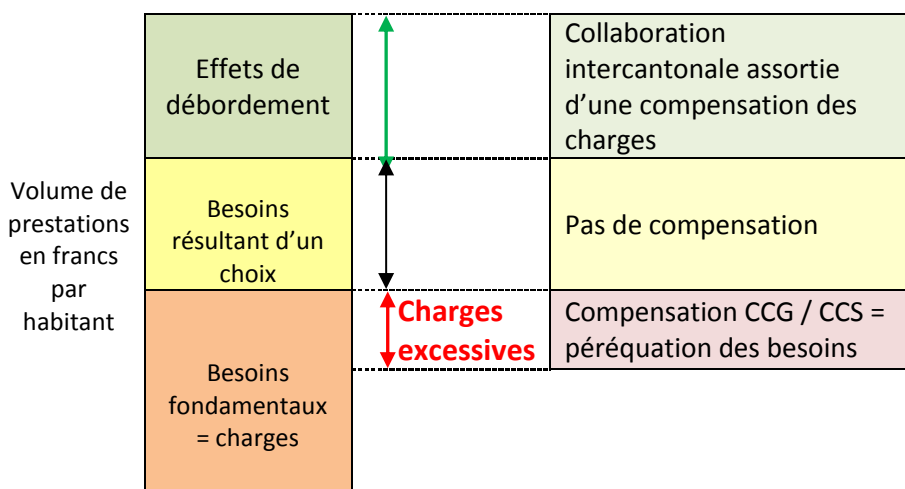 Volume de
prestations
en francs
par
habitant
Effets de
débordement
Collaboration
intercantonale assortie
d’une compensation des
charges
Besoins
résultant d’un
choix
Pas de compensation
Besoins
fondamentaux
= charges
Charges
excessives
Compensation CCG / CCS =
péréquation des besoins